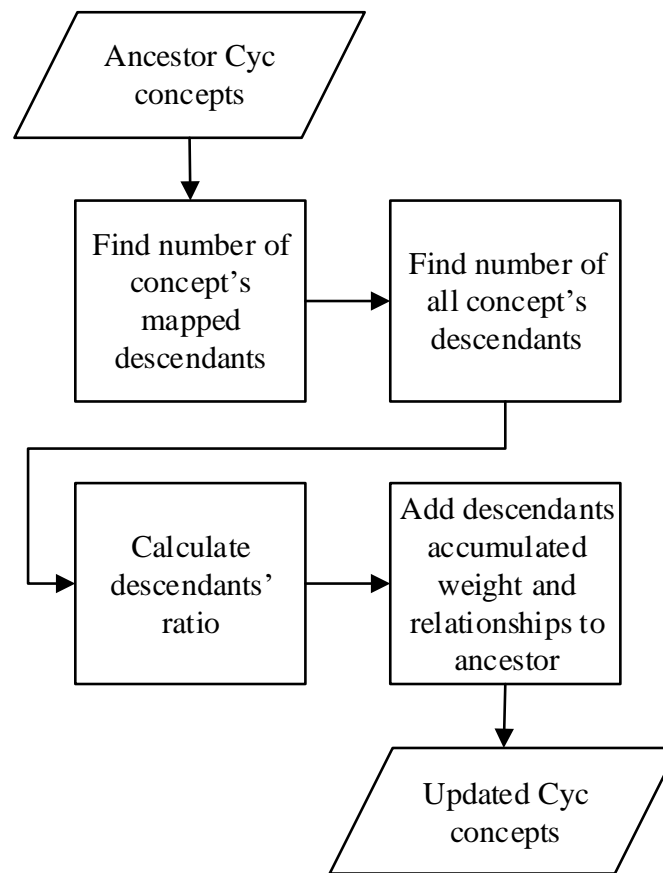 Ancestor Cyc
concepts
Find number of
concept’s
mapped
descendants
Find number of
all concept’s
descendants
Calculate
descendants’
ratio
Add descendants
accumulated
weight and
relationships to
ancestor
Updated Cyc
concepts